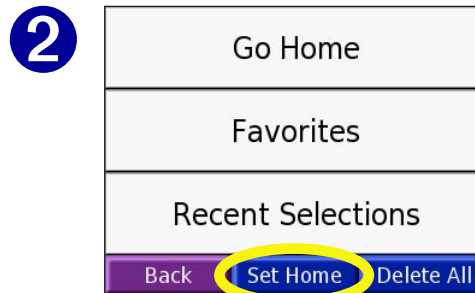 2
Go Home
Favorites
Recent Selections
Back Set Home Delete All